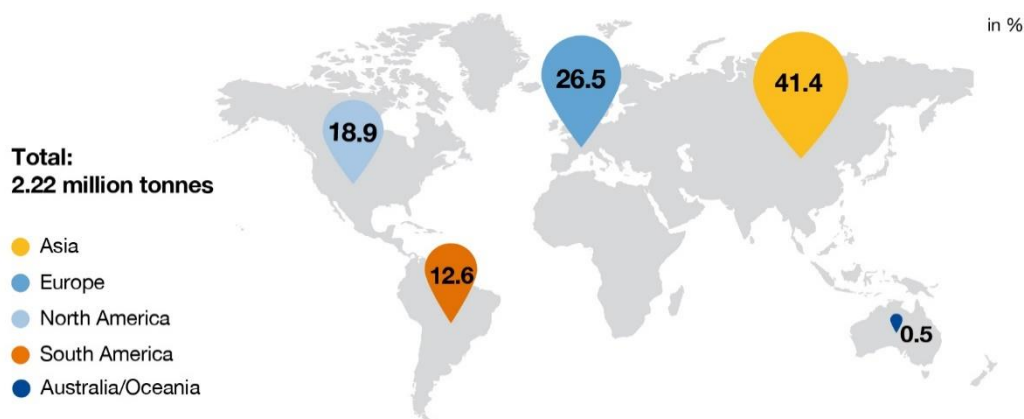 in %
26.5
41.4
18.9
Total:
2.22 million tonnes
Asia
Europe
12.6
North America
South America
0.5
Australia/Oceania